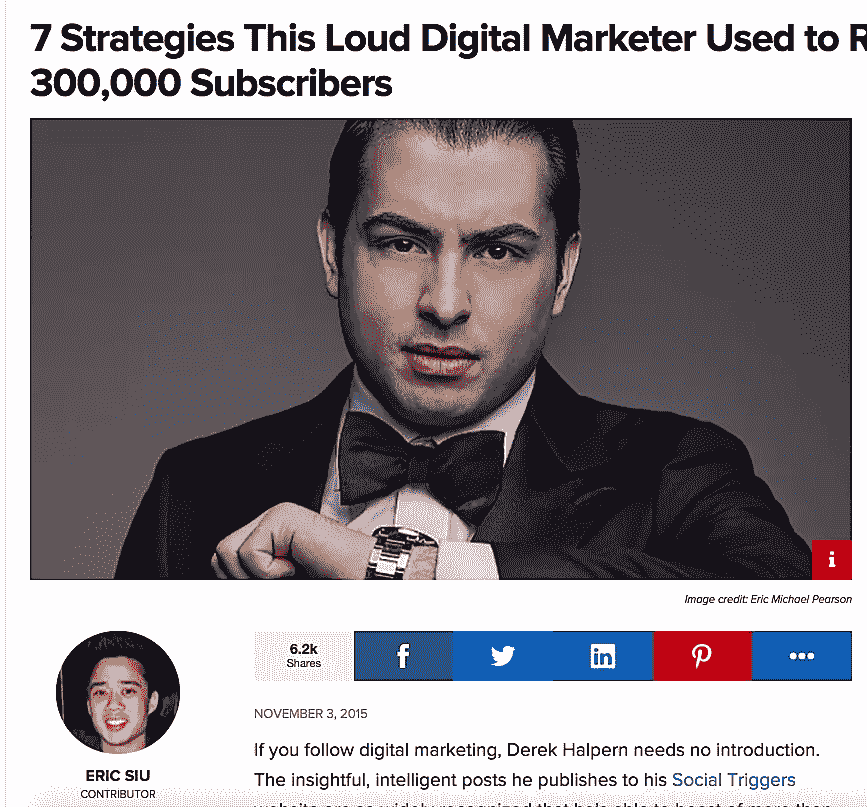 7 Strategies This Loud Digital Marketer Used to R
300,000 Subscribers
i
Image credit: Eric Michael Pearson
6.2k
Shares
NOVEMBER 3, 2015
If you follow digital marketing, Derek Halpern needs no introduction.
ERIC SIU
CONTRIBUTOR
The insightful, intelligent posts he publishes to his Social Triggers